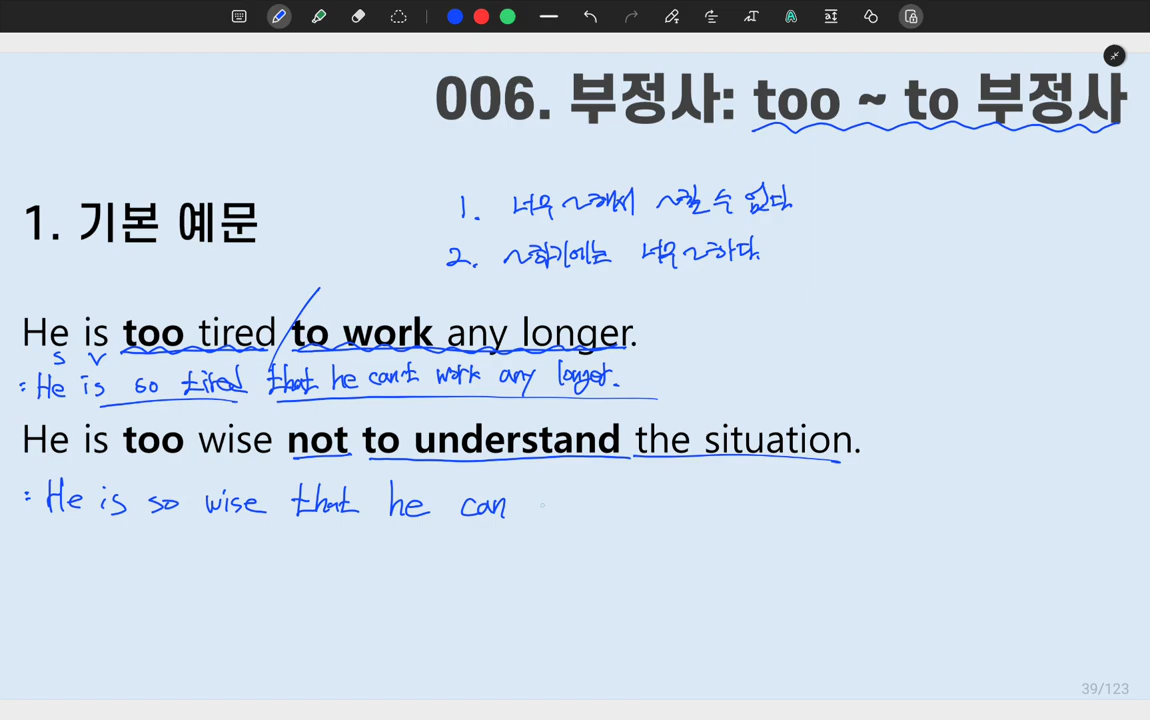 006. 부정사: too ~ to 부정사
1. 기본 예문
1. 너무 ~해서 ~할 수 없다
2. ~하기에는 너무 ~하다.
He is too tired to work any longer.
S V
: He is so tired that he can't work any longer.
He is too wise not to understand the situation.
: He is so wise that he can
39/123